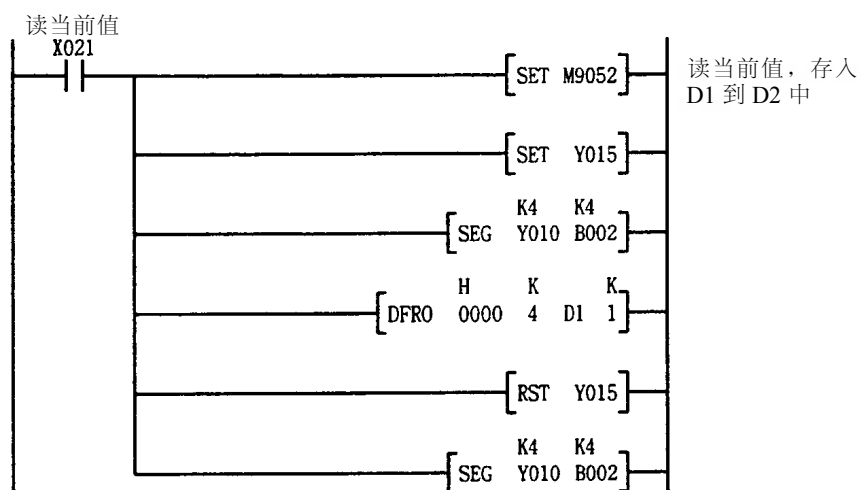 读当前值
X021
SET M9052
读当前值，存入
D1 到 D2 中
SET Y015
K4 K4
SEG Y010 B002
H K K
DFRO 0000 4 D1 1
RST Y015
K4 K4
SEG Y010 B002